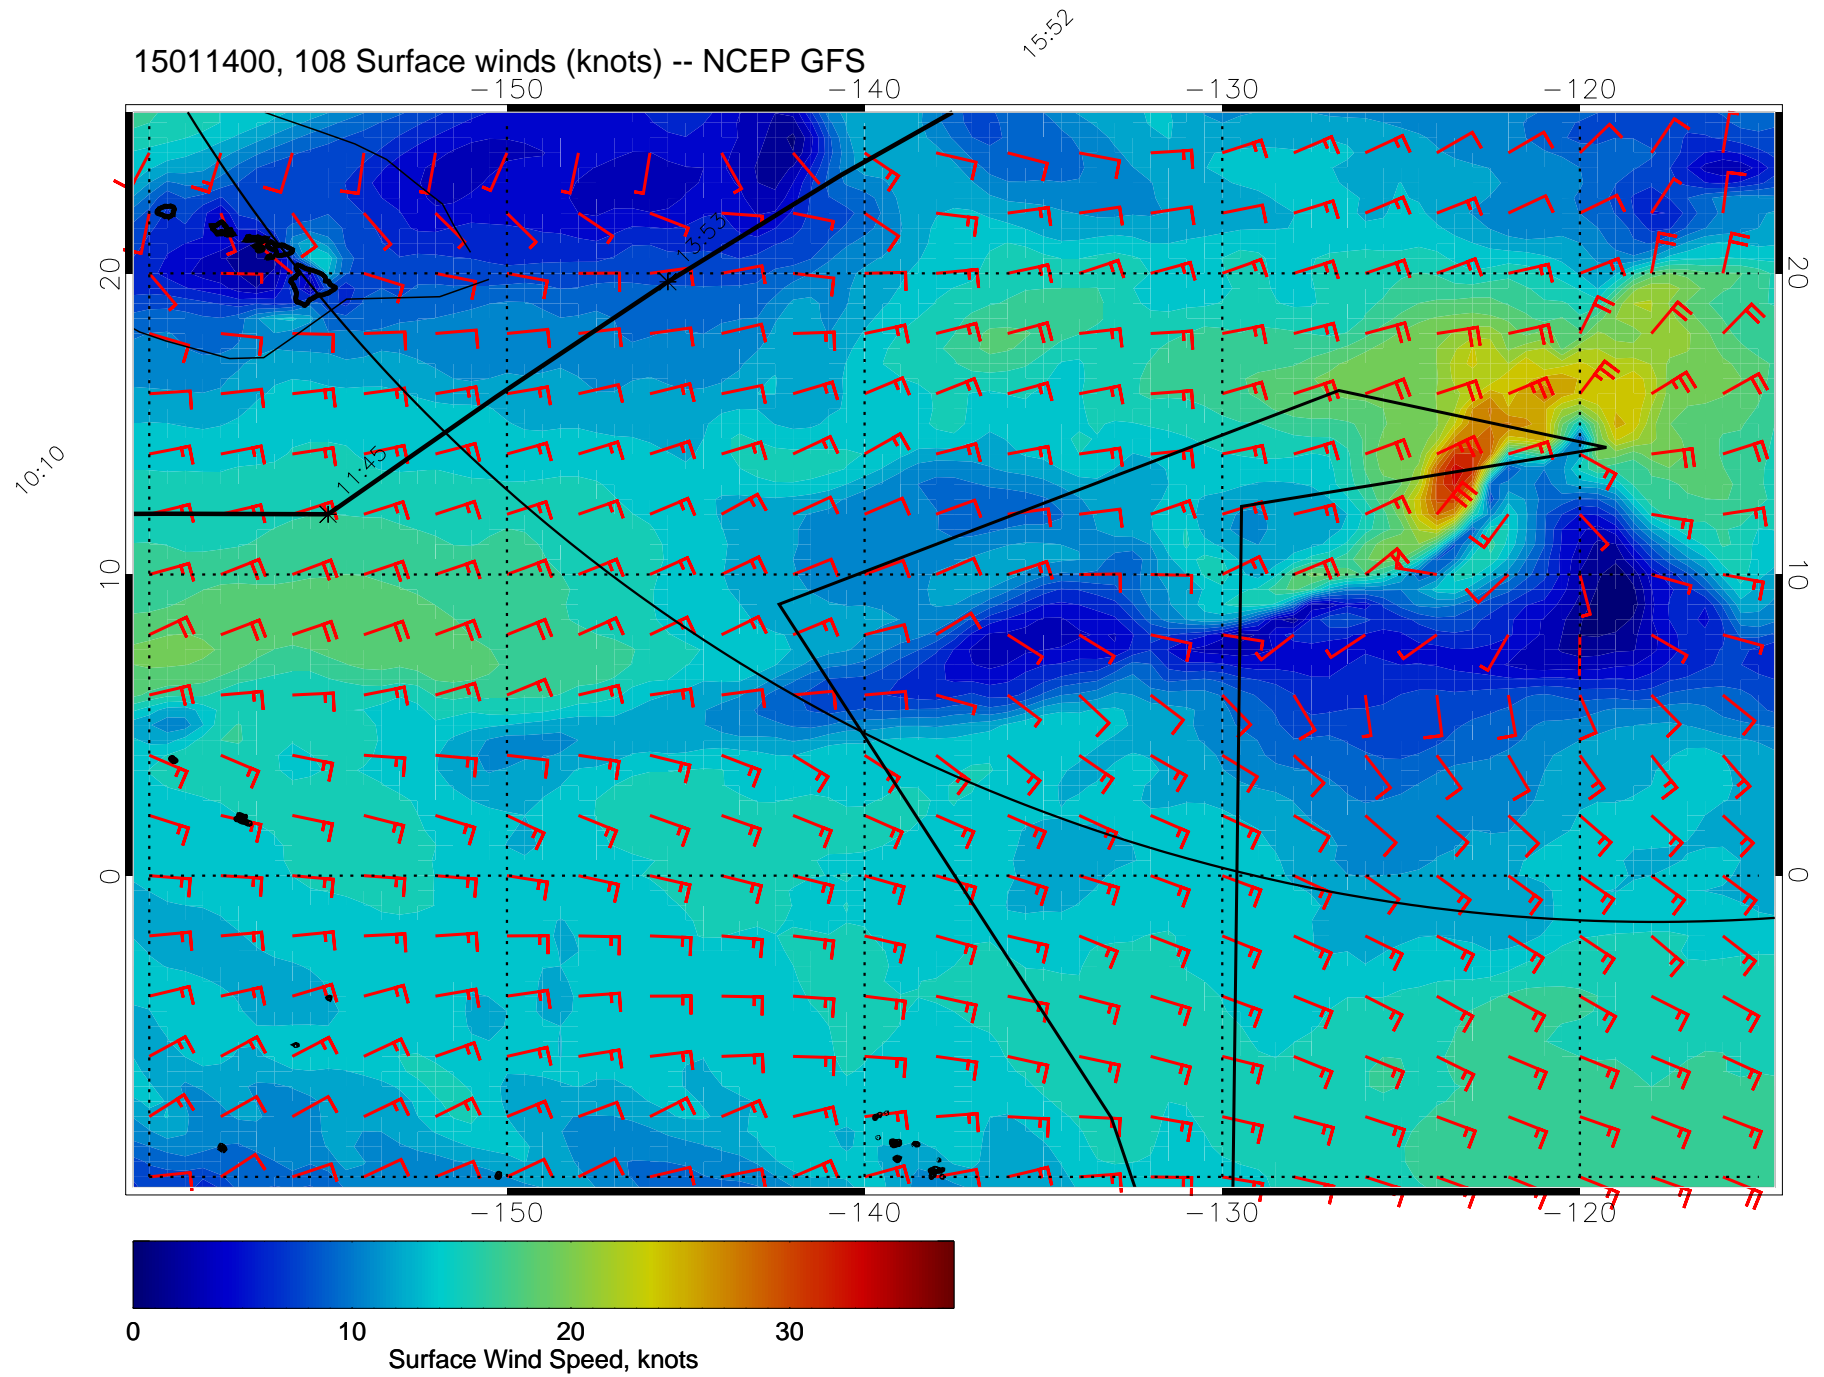 15:52
15011400, 108 Surface winds (knots) -- NCEP GFS
-150 -140 -130 -120
13:53
20 20
10:10
11:45
10 10
0 0
-150 -140 -130 -120
0 10 20 30
Surface Wind Speed, knots